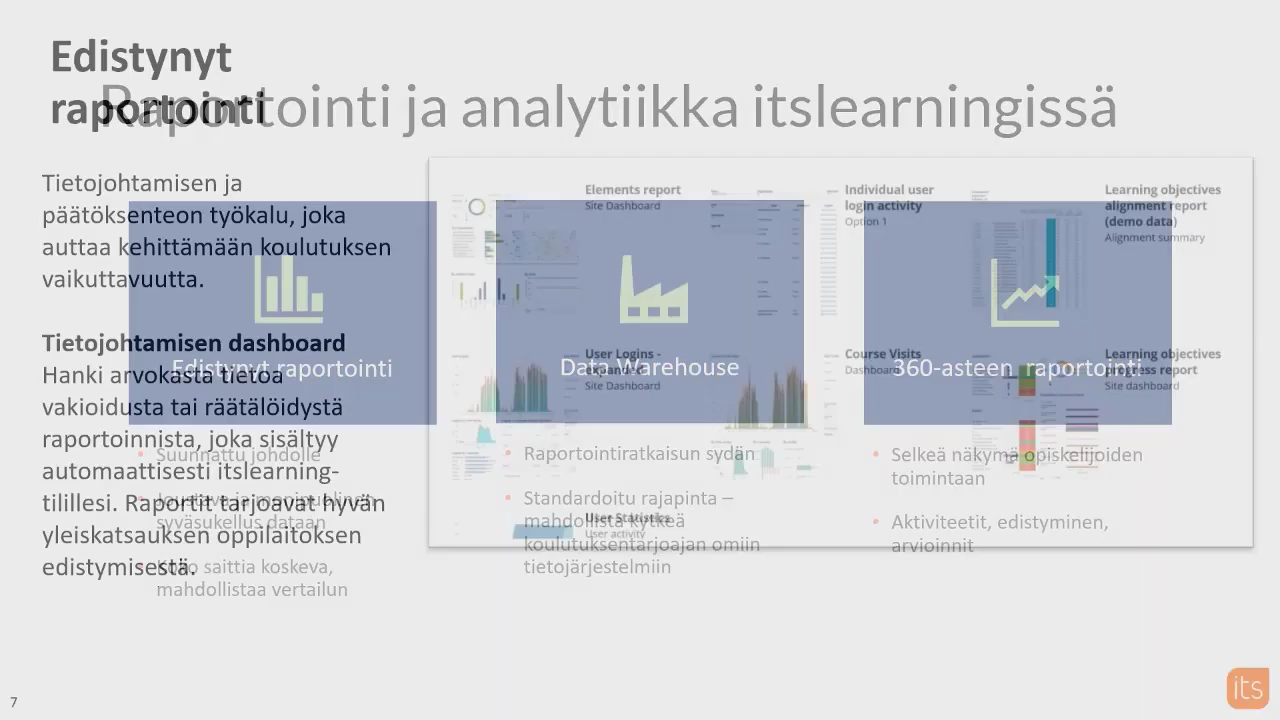 Edistynyt
raportointi
Raportointi ja analytiikka itslearningissä
Tietojohtamisen ja
päätöksenteon työkalu, joka
auttaa kehittämään koulutuksen
vaikuttavuutta.
Tietojohtamisen dashboard
Hanki arvokasta tietoa
vakioidusta tai räätälöidystä
raportoinnista, joka sisältyy
automaattisesti itslearning-
tilillesi. Raportit tarjoavat hyvän
yleiskatsauksen oppilaitoksen
edistymisestä.
Elements report
Site Dashboard
Individual user
login activity
Option 1
Learning objectives
alignment report
(demo data)
Alignment summary
User Logins -
Site Dashboard
Course Visits
Dashboard
Learning objectives
progress report
Site dashboard
User Statistics
User activity
Edistynyt raportointi
Suunnattu johdolle
syväsukellus dataan
saittia koskeva,
mahdollistaa vertailun
Data Warehouse
Raportointiratkaisun sydän
Standardoitu rajapinta –
mahdollista kytkeä
koulutuksentarjoajan omiin
tietojärjestelmiin
360-asteen raportointi
Selkeä näkymä opiskelijoiden
toimintaan
Aktiviteetit, edistyminen,
arvioinnit
7
its